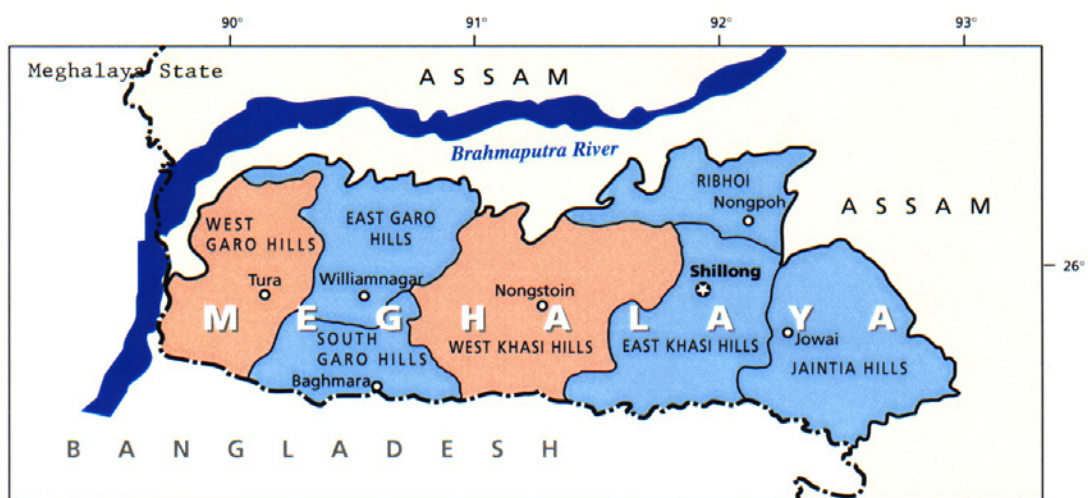 90° 91° 92° 93°
Meghalaya State
ASSAM
Brahmaputra River
RIBHOI
Nongpoh
ASSAM
WEST
GARO HILLS
EAST GARO
HILLS
26°
Shillong
Tura
Williamnagar
Nongstoin
MEGHALAYA
Jowai
SOUTH
GARO HILLS
WEST KHASI HILLS
EAST KHASI HILLS
JAINTIA HILLS
Baghmara
BANGLADESH